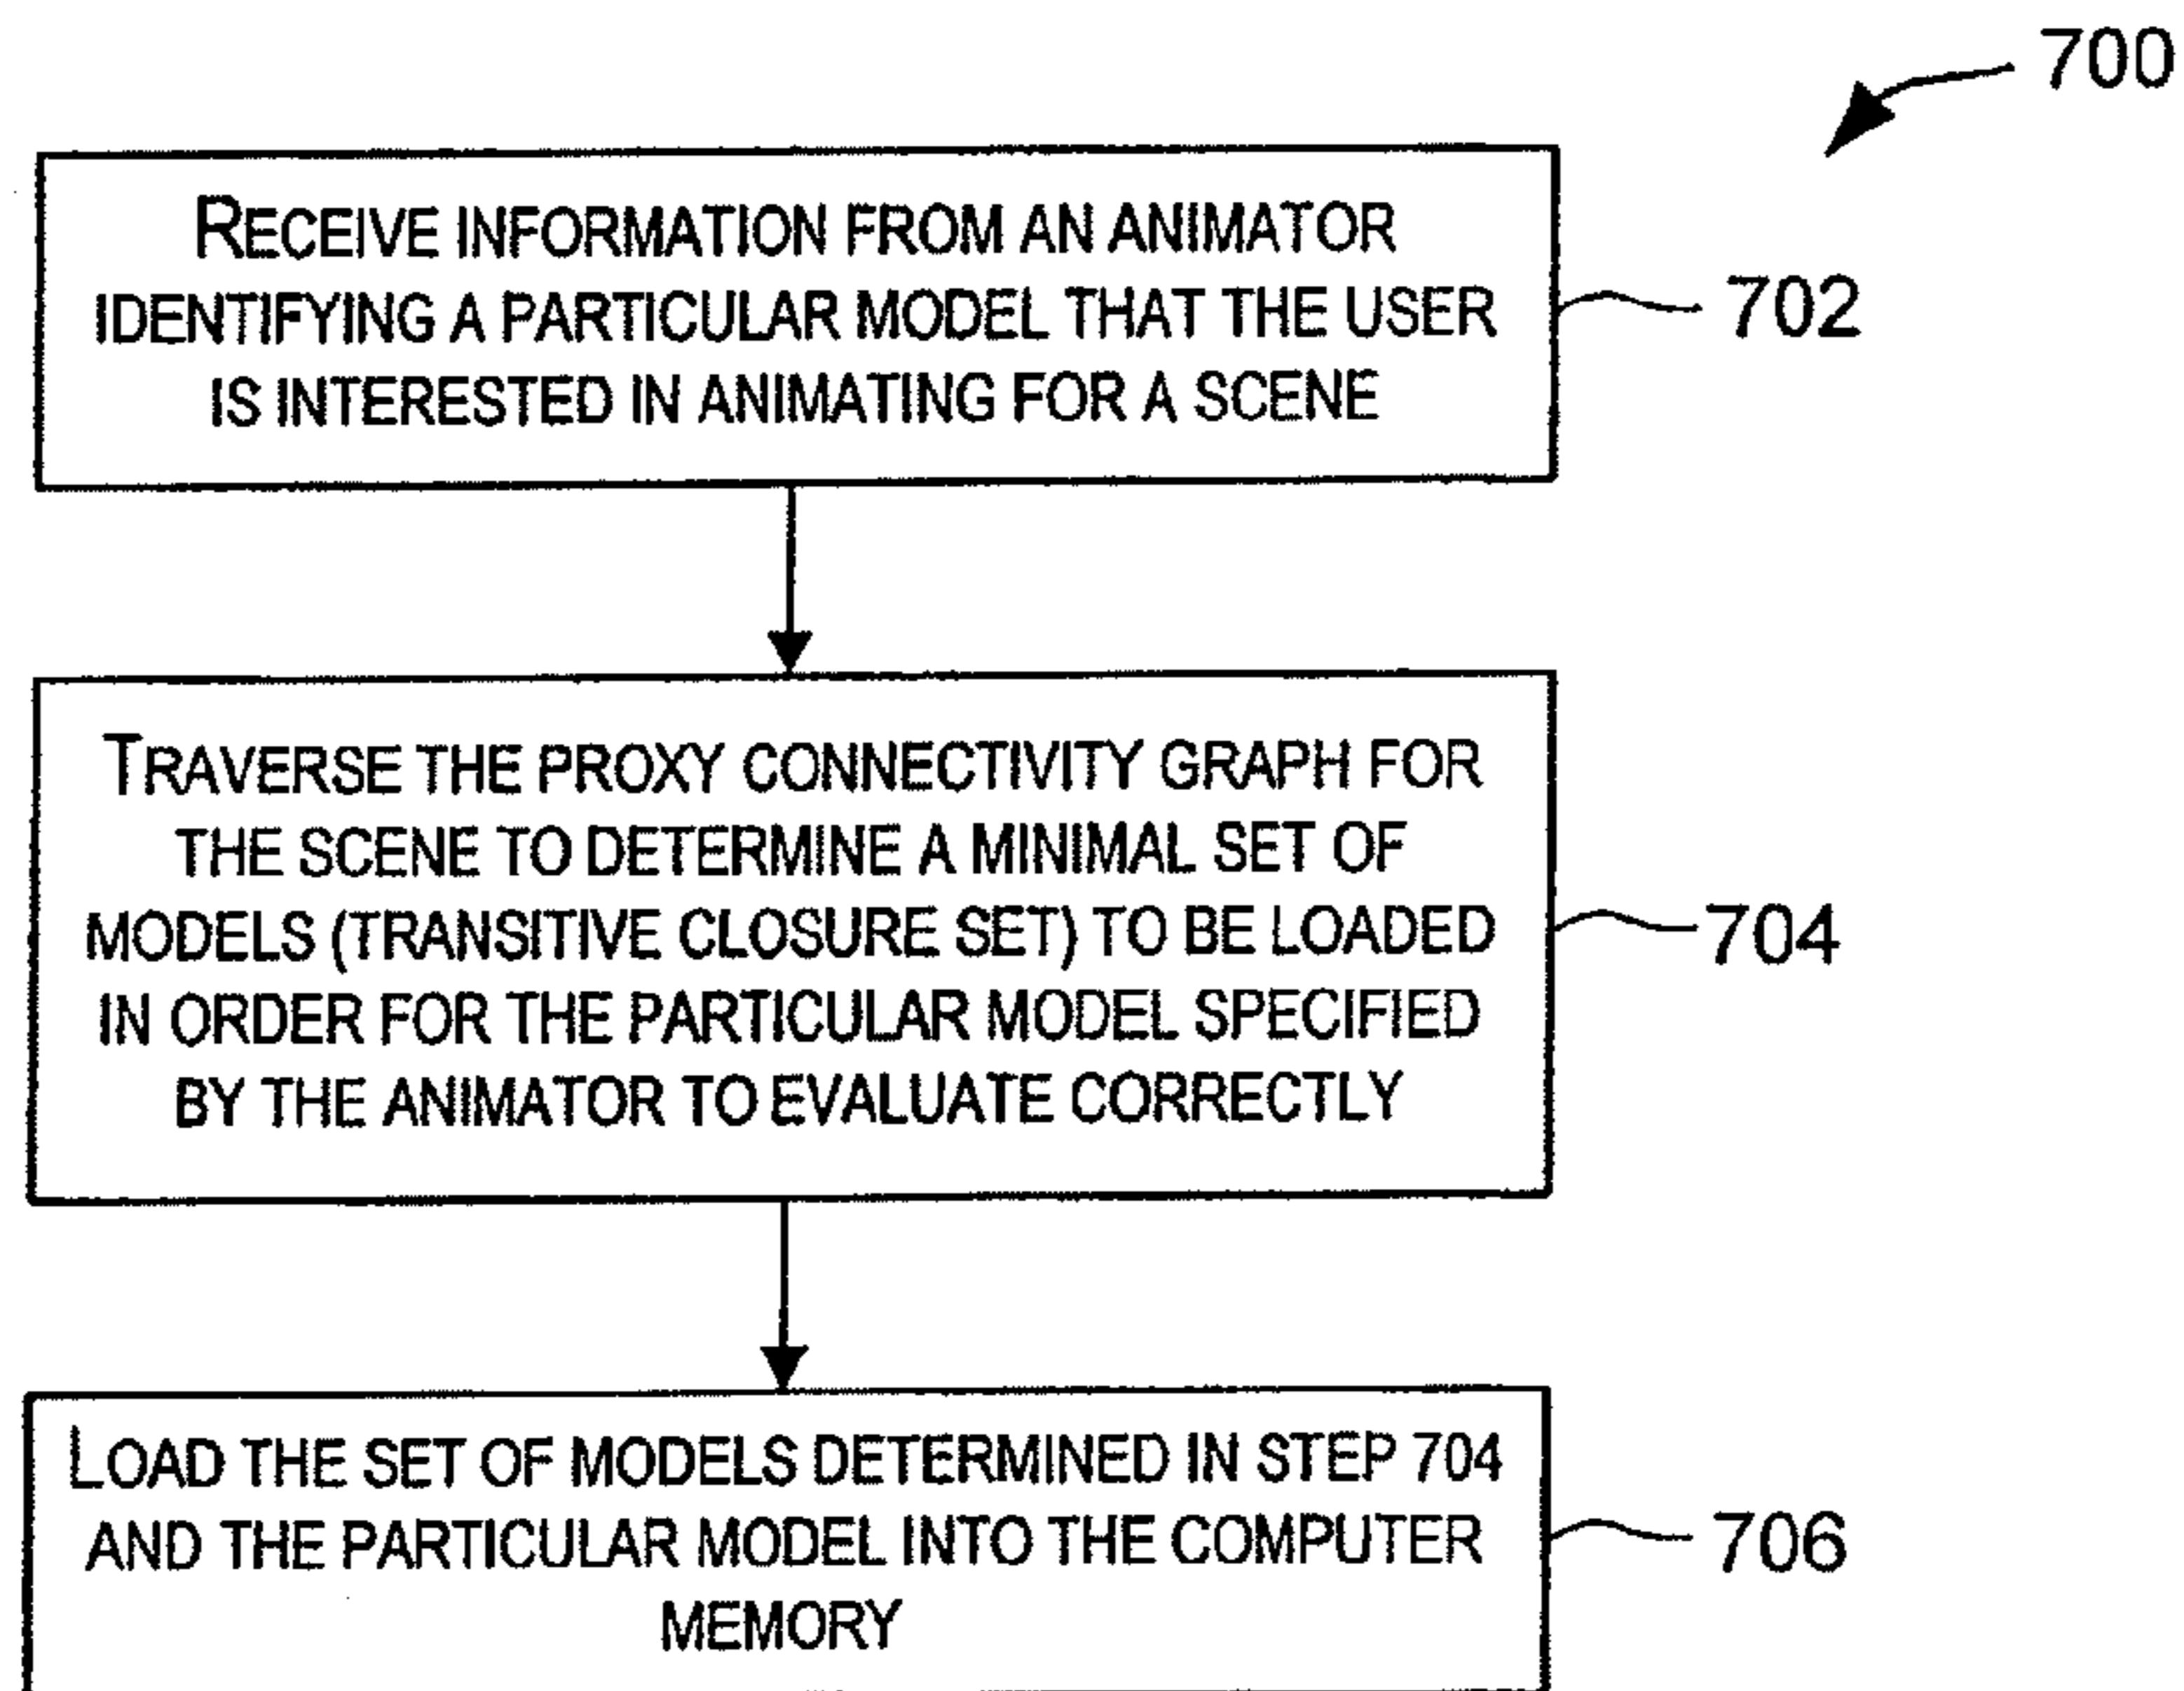 700
RECEIVE INFORMATION FROM AN ANIMATOR
IDENTIFYING A PARTICULAR MODEL THAT THE USER
IS INTERESTED IN ANIMATING FOR A SCENE
702
TRAVERSE THE PROXY CONNECTIVITY GRAPH FOR
THE SCENE TO DETERMINE A MINIMAL SET OF
MODELS (TRANSITIVE CLOSURE SET) TO BE LOADED
IN ORDER FOR THE PARTICULAR MODEL SPECIFIED
BY THE ANIMATOR TO EVALUATE CORRECTLY
704
LOAD THE SET OF MODELS DETERMINED IN STEP 704
AND THE PARTICULAR MODEL INTO THE COMPUTER
MEMORY
706